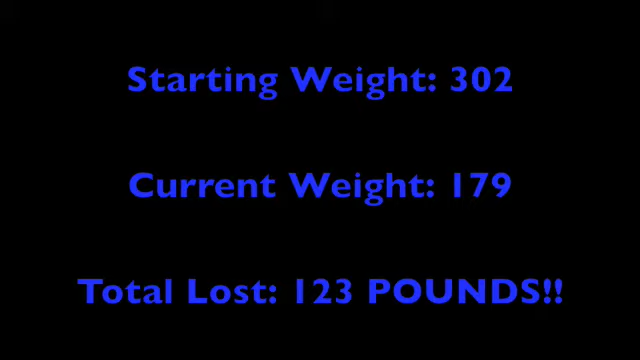 Starting Weight: 302
Current Weight: 179
Total Lost: 123 POUNDS!!